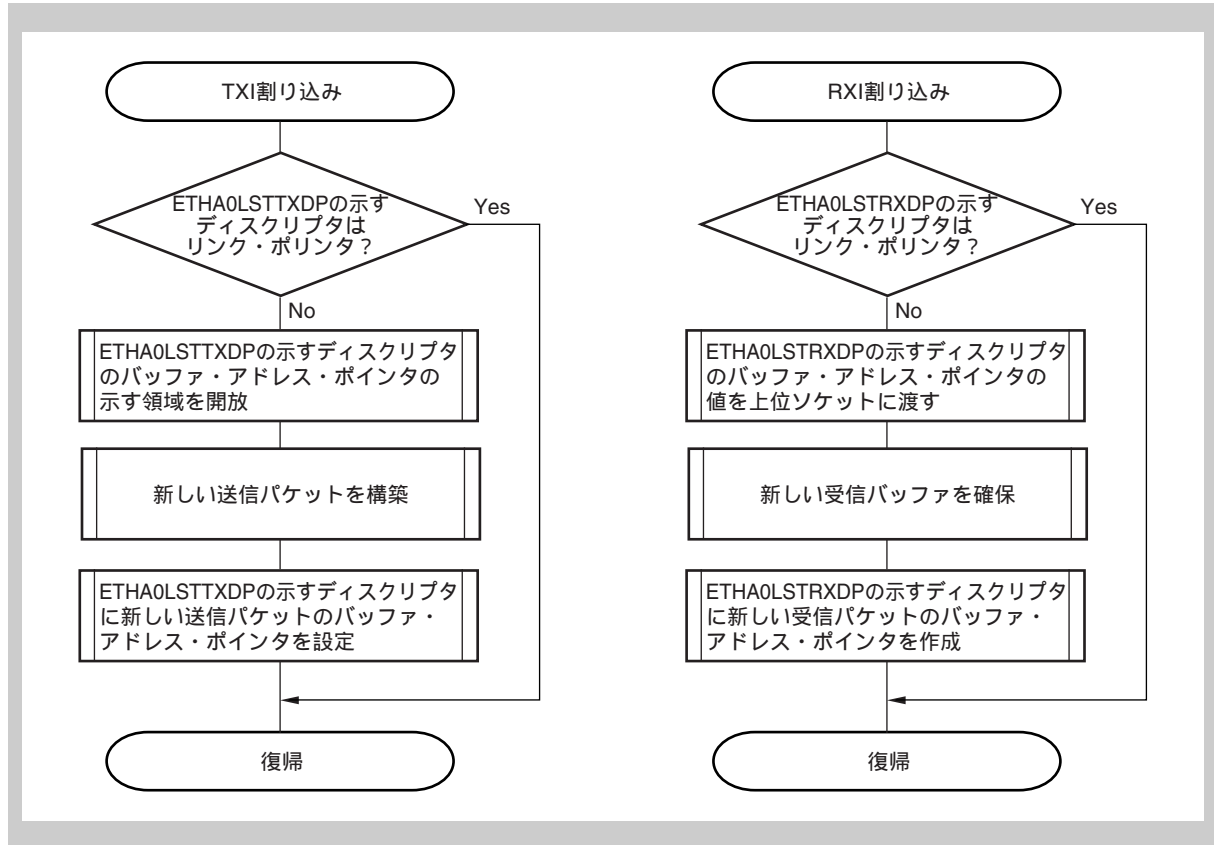 TXI割り込み
ETHA0LSTTXDPの示す
ディスクリプタは
リンク・ポリンタ？
Yes
No
ETHA0LSTTXDPの示すディスクリプタ
のバッファ・アドレス・ポインタの
示す領域を開放
新しい送信パケットを構築
ETHA0LSTTXDPの示すディスクリプタ
に新しい送信パケットのバッファ・
アドレス・ポインタを設定
復帰
RXI割り込み
ETHA0LSTRXDPの示す
ディスクリプタは
リンク・ポリンタ？
Yes
No
ETHA0LSTRXDPの示すディスクリプタ
のバッファ・アドレス・ポインタの
値を上位ソケットに渡す
新しい受信バッファを確保
ETHA0LSTRXDPの示すディスクリプタ
に新しい受信パケットのバッファ・
アドレス・ポインタを作成
復帰